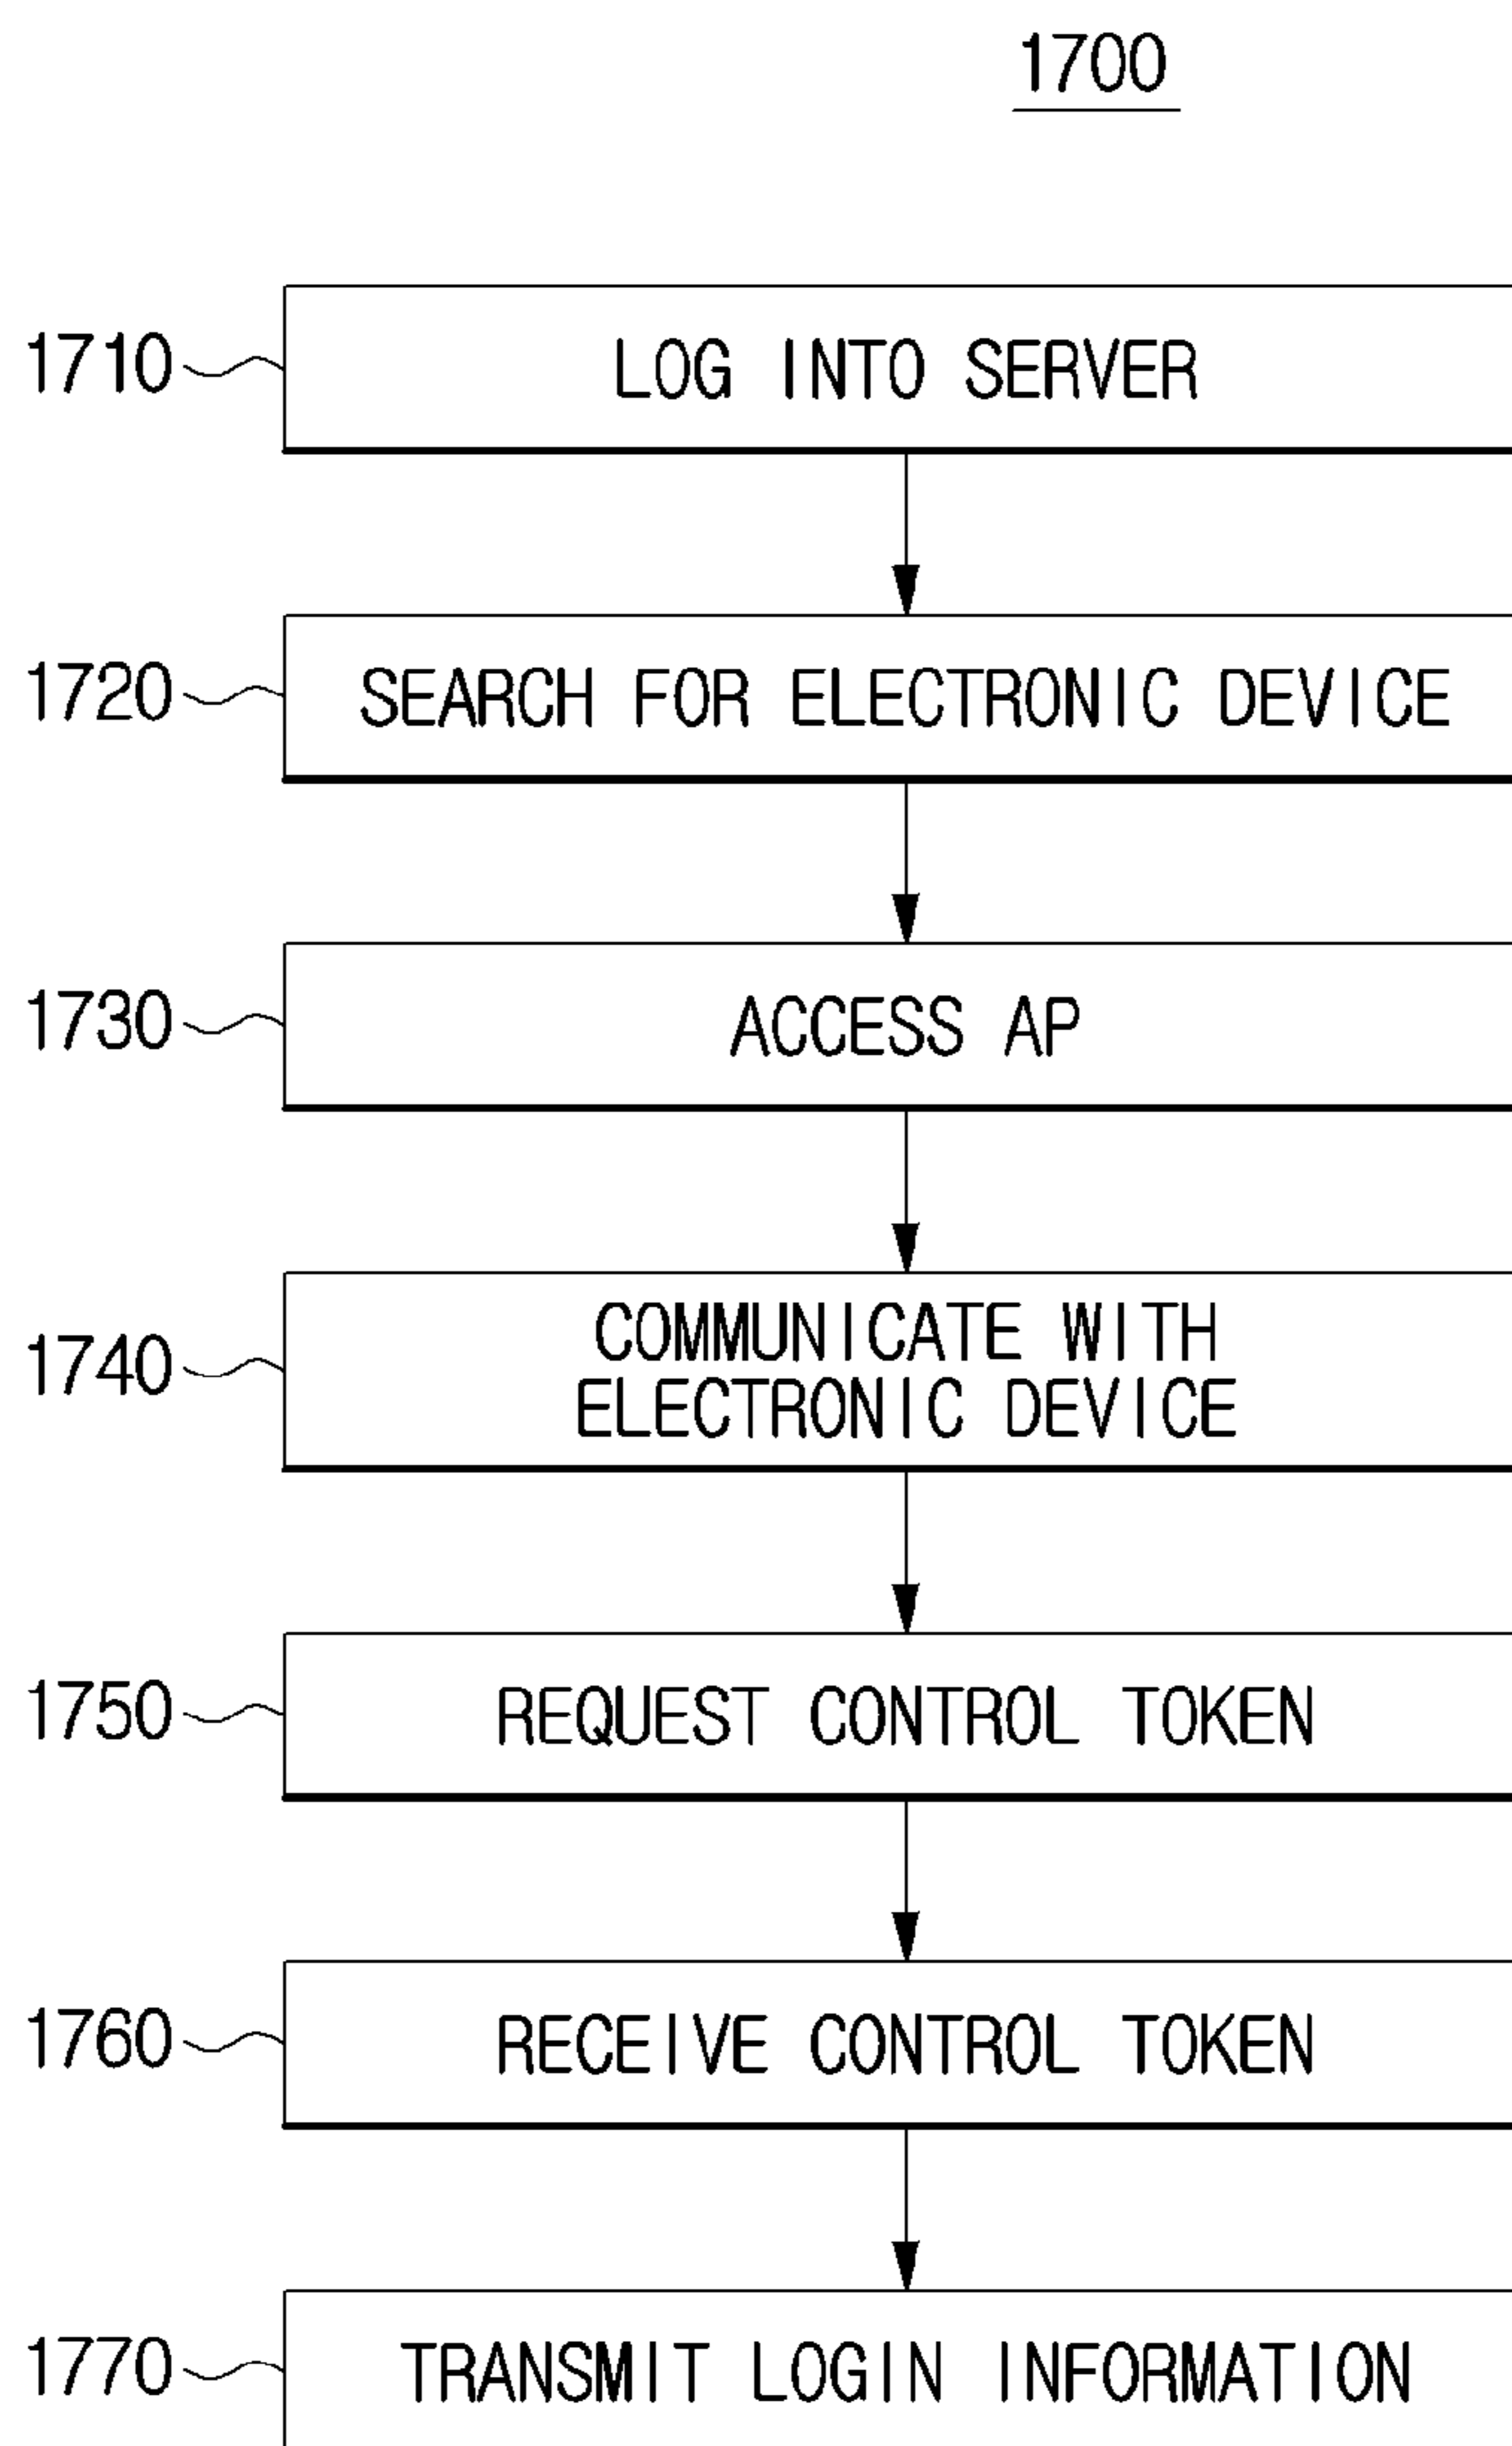 1700
1710 LOG INTO SERVER
1720 SEARCH FOR ELECTRONIC DEVICE
1730 ACCESS AP
1740 COMMUNICATE WITH
ELECTRONIC DEVICE
1750 REQUEST CONTROL TOKEN
1760 RECEIVE CONTROL TOKEN
1770 TRANSMIT LOGIN INFORMATION